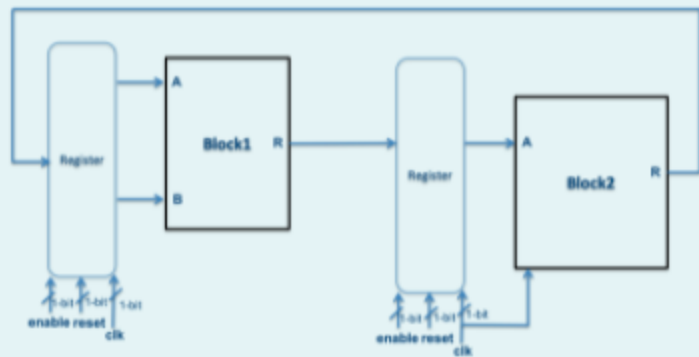 A
Block1
R
B
Register
Register
A
Block2
R
1-bit
1-bit
1-bit
enable
reset
clk
1-bit
1-bit
1-bit
enable
reset
clk